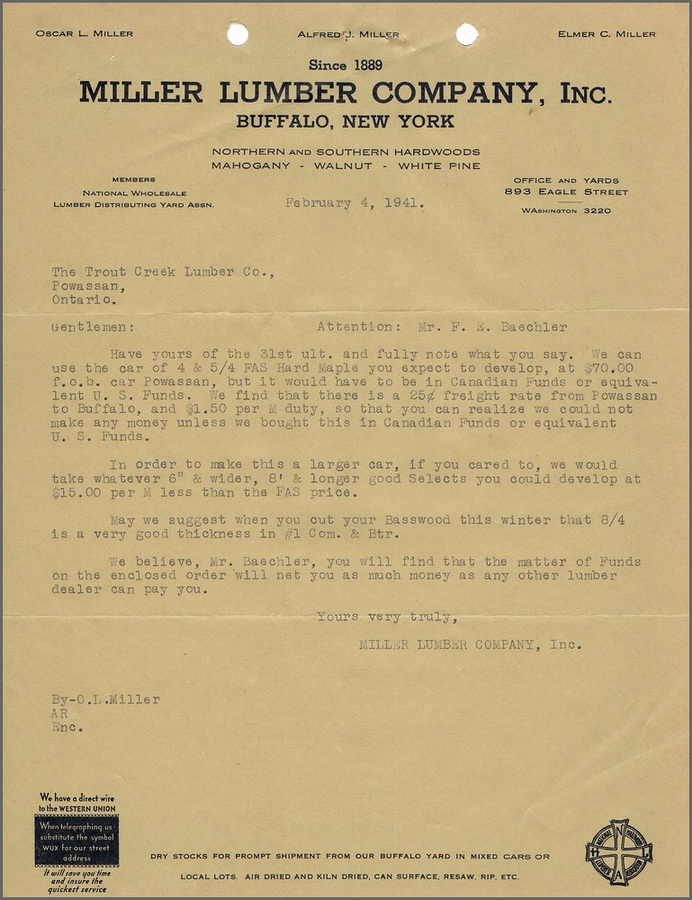 Oscar L. Miller Alfred J. Miller Elmer C. Miller
Since 1889
MILLER LUMBER COMPANY, INC.
BUFFALO, NEW YORK
NORTHERN AND SOUTHERN HARDWOODS
MAHOGANY - WALNUT - WHITE PINE
MEMBERS
National Wholesale
Lumber Distributing Yard Assn.
OFFICE AND YARDS
893 EAGLE STREET
WAshington 3220
February 4, 1941.
The Trout Creek Lumber Co.,
Powassan,
Ontario.
Gentlemen: Attention: Mr. F. E. Baechler
Have yours of the 31st ult. and fully note what you say. We can
use the car of 4 & 5/4 FAS Hard Maple you expect to develop, at $70.00
f.o.b. car Powassan, but it would have to be in Canadian Funds or equiva-
lent U. S. Funds. We find that there is a 25¢ freight rate from Powassan
to Buffalo, and $1.50 per M duty, so that you can realize we could not
make any money unless we bought this in Canadian Funds or equivalent
U. S. Funds.
In order to make this a larger car, if you cared to, we would
take whatever 6" & wider, 8' & longer good Selects you could develop at
$15.00 per M less than the FAS price.
May we suggest when you cut your Basswood this winter that 8/4
is a very good thickness in #1 Com. & Btr.
We believe, Mr. Baechler, you will find that the matter of Funds
on the enclosed order will net you as much money as any other lumber
dealer can pay you.
Yours very truly,
MILLER LUMBER COMPANY, Inc.
By-O.L.Miller
AR
Enc.
We have a direct wire
to the WESTERN UNION
When telegraphing us
substitute the symbol
WUX for our street
address
It will save you time
and insure the
quickest service
DRY STOCKS FOR PROMPT SHIPMENT FROM OUR BUFFALO YARD IN MIXED CARS OR
LOCAL LOTS. AIR DRIED AND KILN DRIED, CAN SURFACE, RESAW, RIP, ETC.
N H L A
NATIONAL HARDWOOD LUMBER ASSOCIATION